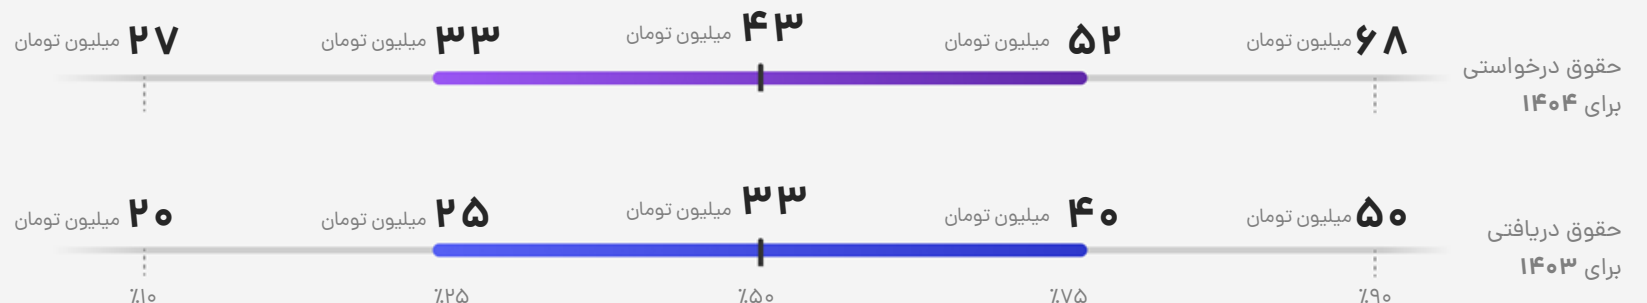 حقوق درخواستی
برای ۱۴۰۴
۶۸ میلیون تومان
۵۲ میلیون تومان
۴۳ میلیون تومان
۳۳ میلیون تومان
۲۷ میلیون تومان
حقوق دریافتی
برای ۱۴۰۳
۵۰ میلیون تومان
۴۰ میلیون تومان
۳۳ میلیون تومان
۲۵ میلیون تومان
۲۰ میلیون تومان
٪۹۰
٪۷۵
٪۵۰
٪۲۵
٪۱۰